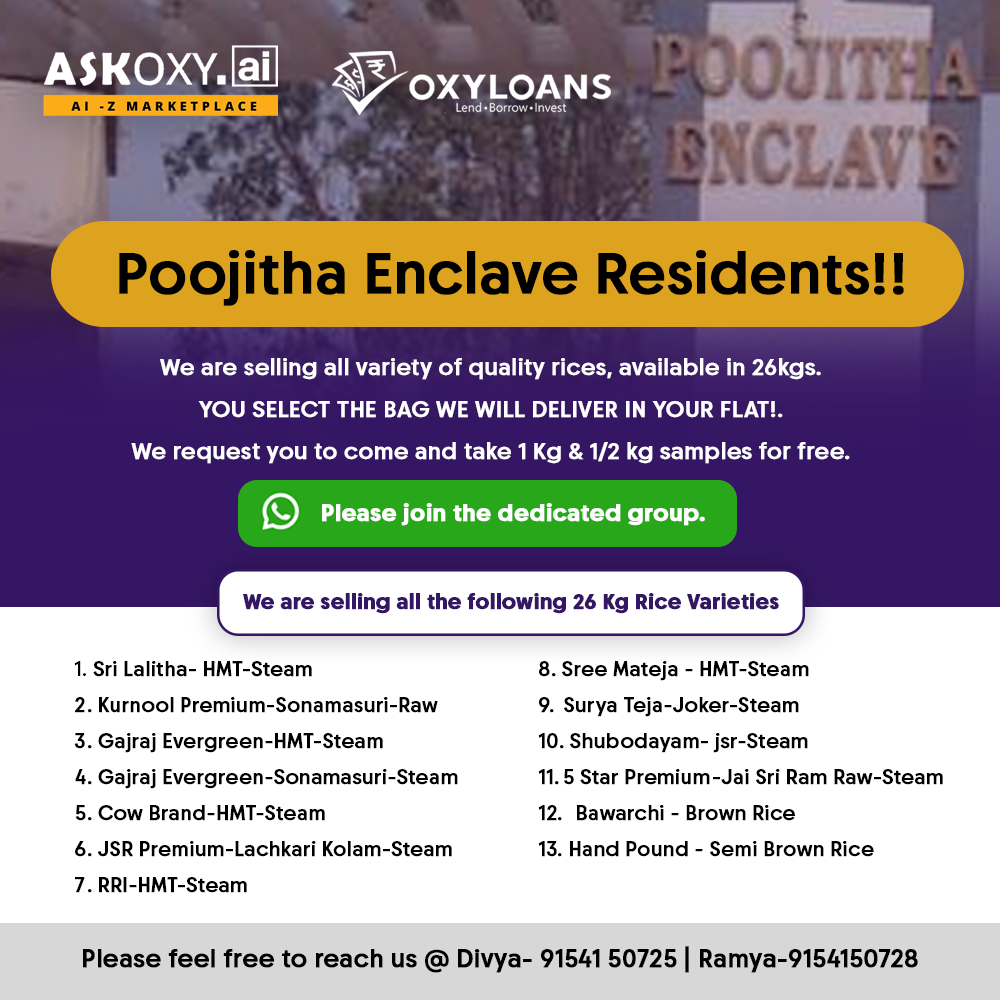 ASKOXY.ai
AI -Z MARKETPLACE
OXYLOANS
Lend•Borrow•Invest
POOJITHA
ENCLAVE
Poojitha Enclave Residents!!
We are selling all variety of quality rices, available in 26kgs.
YOU SELECT THE BAG WE WILL DELIVER IN YOUR FLAT!.
We request you to come and take 1 Kg & 1/2 kg samples for free.
Please join the dedicated group.
We are selling all the following 26 Kg Rice Varieties
1. Sri Lalitha- HMT-Steam
2. Kurnool Premium-Sonamasuri-Raw
3. Gajraj Evergreen-HMT-Steam
4. Gajraj Evergreen-Sonamasuri-Steam
5. Cow Brand-HMT-Steam
6. JSR Premium-Lachkari Kolam-Steam
7. RRI-HMT-Steam
8. Sree Mateja - HMT-Steam
9. Surya Teja-Joker-Steam
10. Shubodayam- jsr-Steam
11. 5 Star Premium-Jai Sri Ram Raw-Steam
12. Bawarchi - Brown Rice
13. Hand Pound - Semi Brown Rice
Please feel free to reach us @ Divya- 91541 50725 | Ramya-9154150728